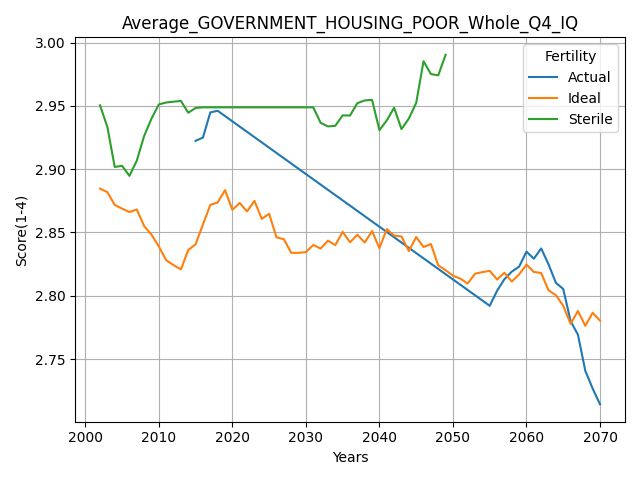 Average_GOVERNMENT_HOUSING_POOR_Whole_Q4_IQ
Fertility
Actual
Ideal
Sterile
Score(1-4)
3.00
2.95
2.90
2.85
2.80
2.75
2000
2010
2020
2030
2040
2050
2060
2070
Years